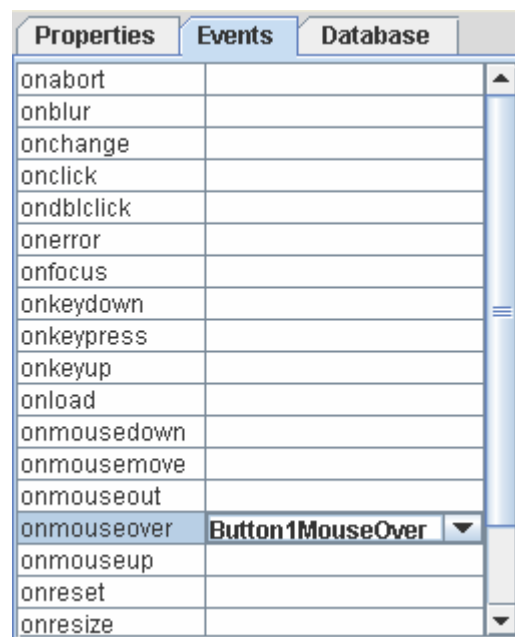 Properties Events Database
onabort
onblur
onchange
onclick
ondblclick
onerror
onfocus
onkeydown
onkeypress
onkeyup
onload
onmousedown
onmousemove
onmouseout
onmouseover Button1MouseOver
onmouseup
onreset
onresize